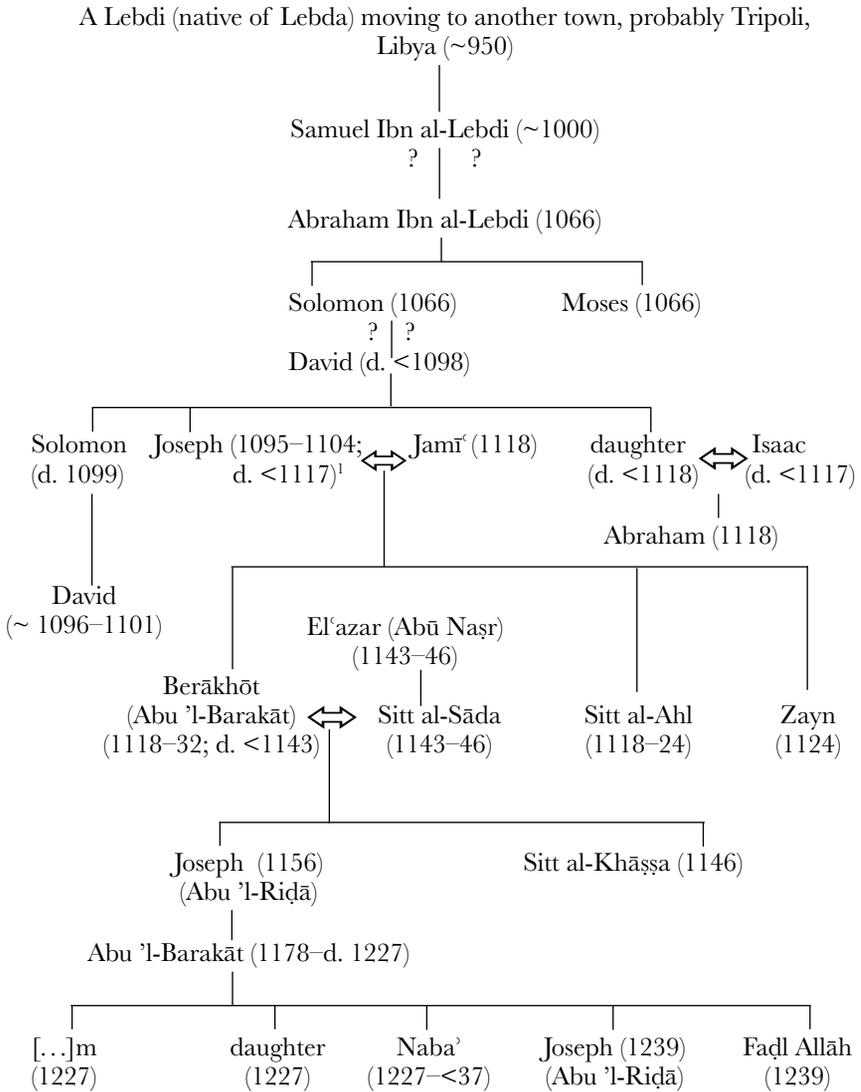 A Lebdi (native of Lebda) moving to another town, probably Tripoli,
Libya (~950)
Samuel Ibn al-Lebdi (~1000)
? ?
Abraham Ibn al-Lebdi (1066)
Solomon (1066) Moses (1066)
? ?
David (d. <1098)
Solomon Joseph (1095–1104; Jamīʿ (1118) daughter Isaac
(d. 1099) d. <1117)¹ (d. <1118) (d. <1117)
Abraham (1118)
David
(~ 1096–1101)
Elʿazar (Abū Naṣr)
(1143–46)
Berākhōt
(Abu ’l-Barakāt) Sitt al-Sāda Sitt al-Ahl Zayn
(1118–32; d. <1143) (1143–46) (1118–24) (1124)
Joseph (1156) Sitt al-Khāṣṣa (1146)
(Abu ’l-Riḍā)
Abu ’l-Barakāt (1178–d. 1227)
[…]m daughter Nabaʾ Joseph (1239) Faḍl Allāh
(1227) (1227) (1227–<37) (Abu ’l-Riḍā) (1239)